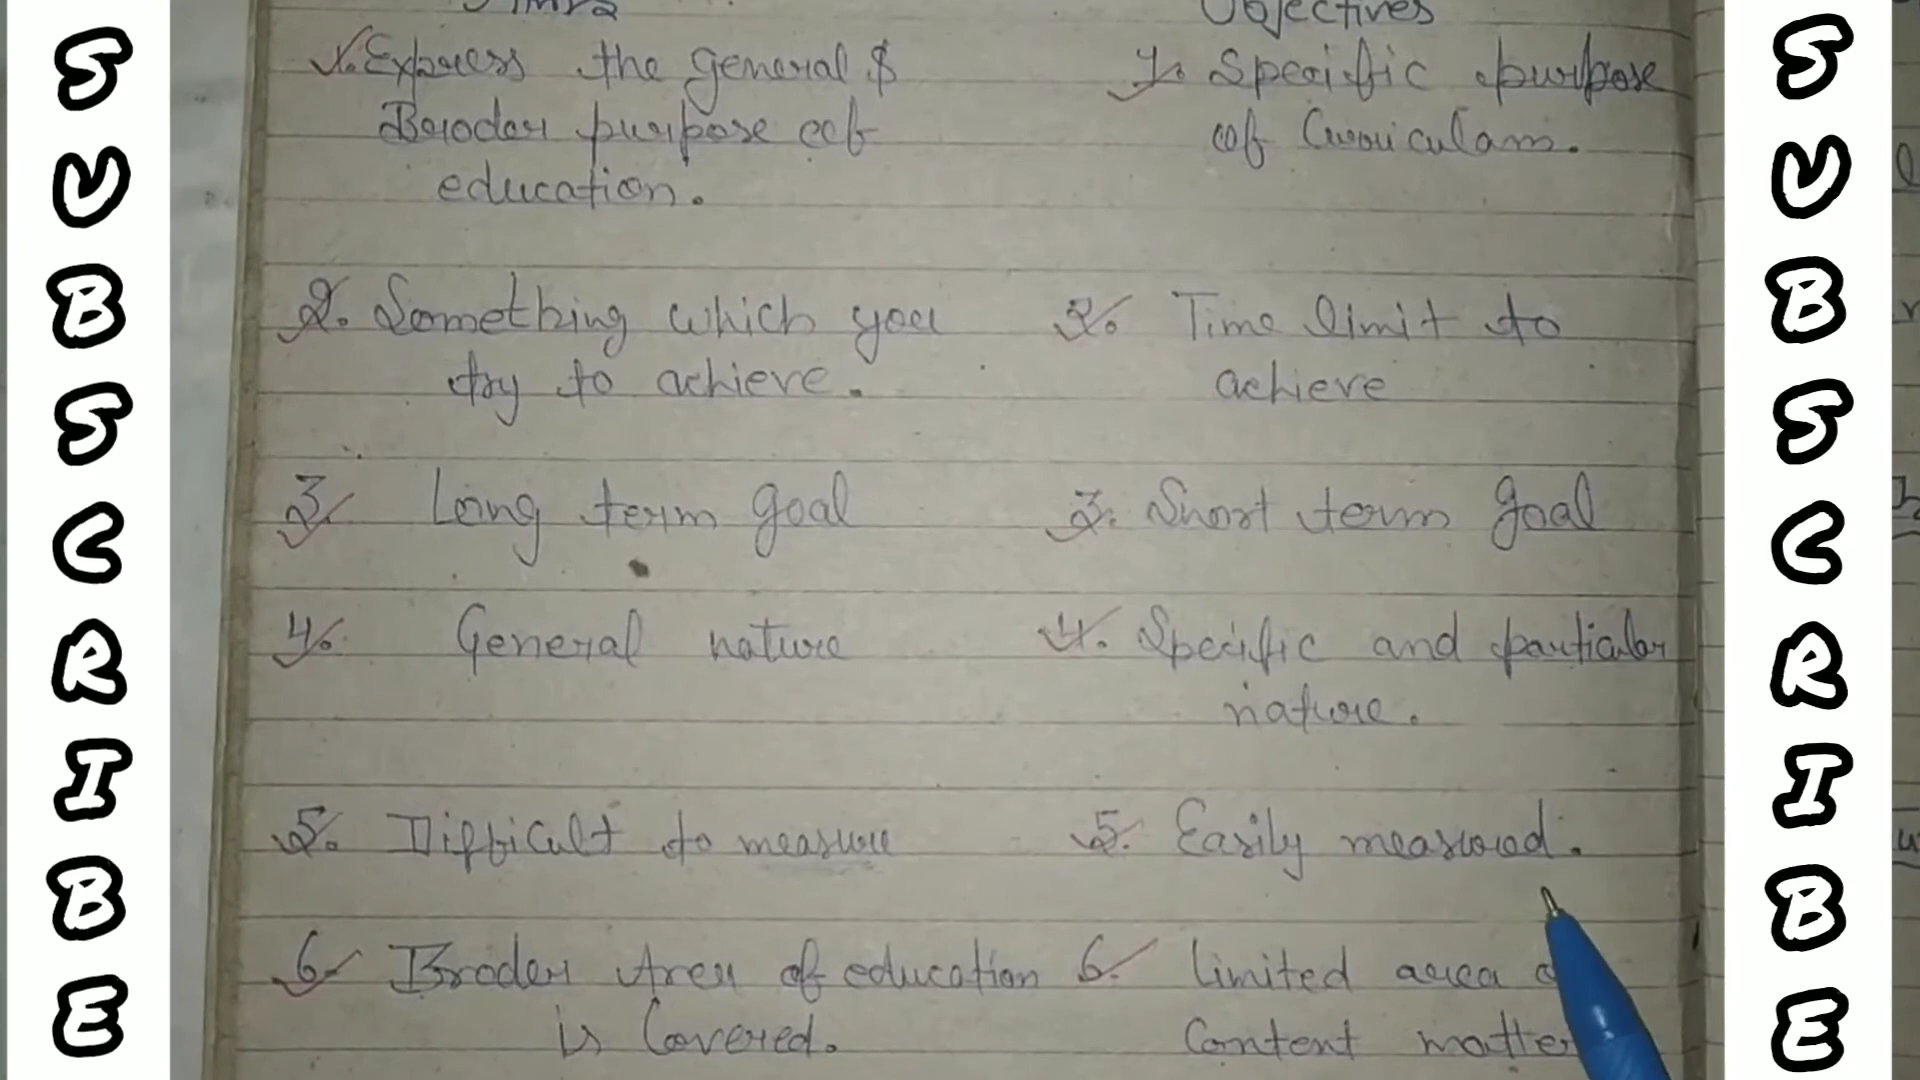 SUBSCRIBE
Objectives
1. Express the general &
Broder purpose of
education.
1. Specific purpose
of Curriculam.
2. Something which you
try to achieve.
2. Time limit to
achieve
3. Long term goal
3. Short term goal
4. General nature
4. Specific and particular
nature.
5. Difficult to measure
5. Easily measured.
6. Broder Area of education
is Covered.
6. limited area
Content matter
SUBSCRIBE